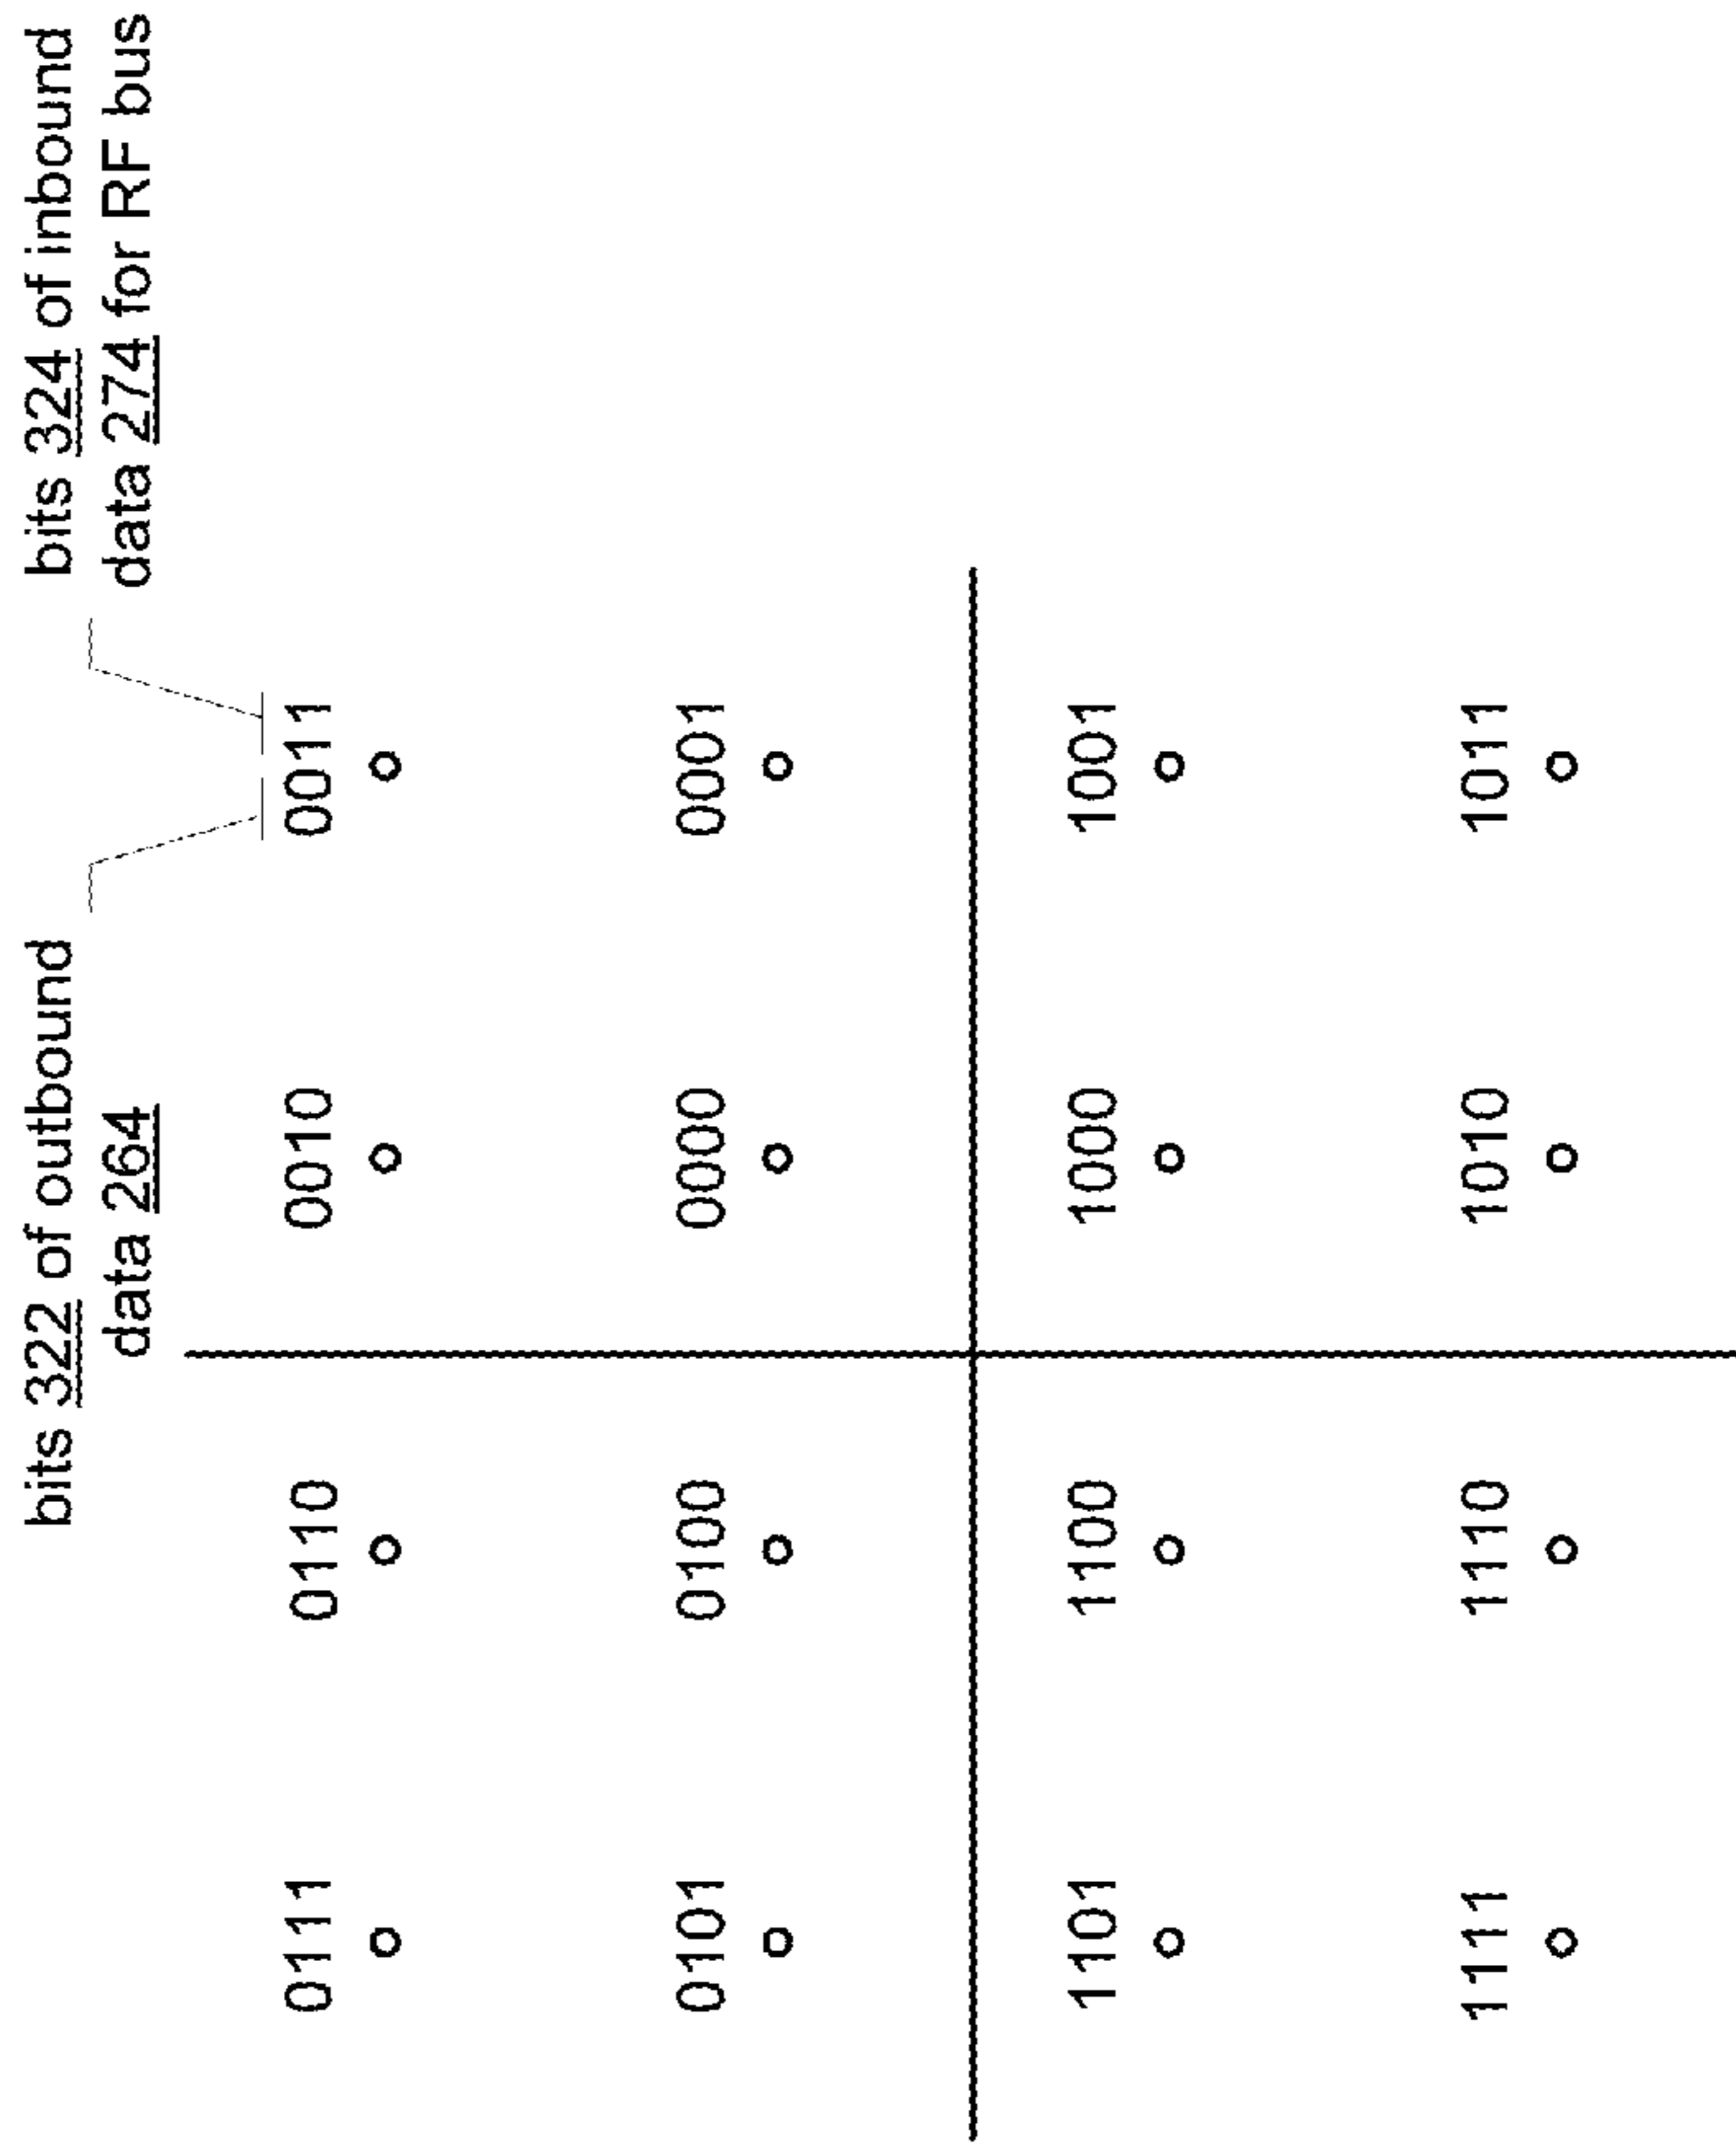 bits 322 of outbound
data 264
bits 324 of inbound
data 274 for RF bus
0111 0110 0010 0011
0101 0100 0000 0001
1101 1100 1000 1001
1111 1110 1010 1011